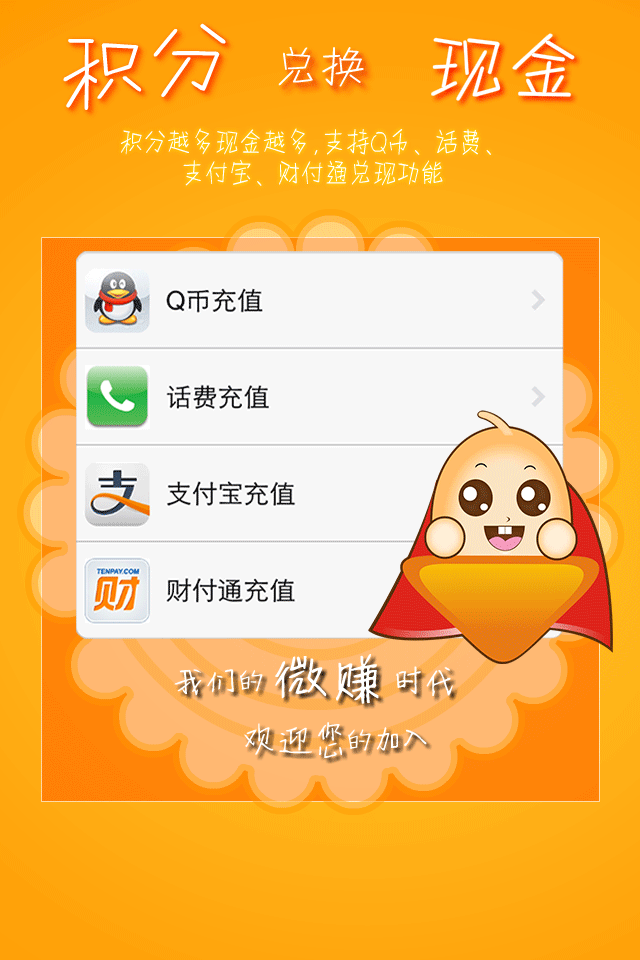 积分 兑换 现金
积分越多现金越多,支持Q币、话费、
支付宝、财付通兑现功能
Q币充值
话费充值
支
支付宝充值
TENPAY.COM
财
财付通充值
我们的 微赚 时代
欢迎您的加入